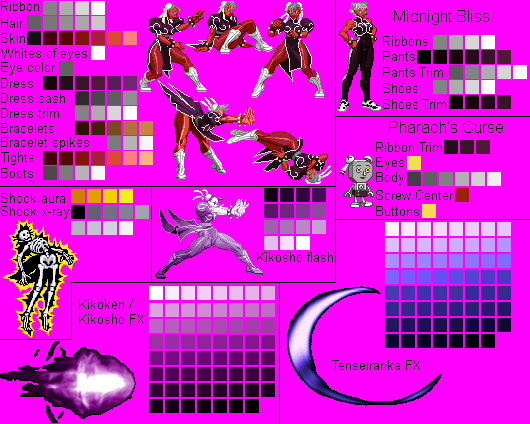 Ribbon
Hair
Skin
Whites of eyes
Eye color
Dress
Dress sash
Dress trim
Bracelets
Bracelet spikes
Tights
Boots
Midnight Bliss
Ribbons
Pants
Pants Trim
Shoes
Shoes Trim
Pharaoh's Curse
Ribbon Trim
Eyes
Body
Screw Center
Buttons
Shock aura
Shock x-ray
Kikosho flash
Kikoken /
Kikosho FX
Tenseiranka FX